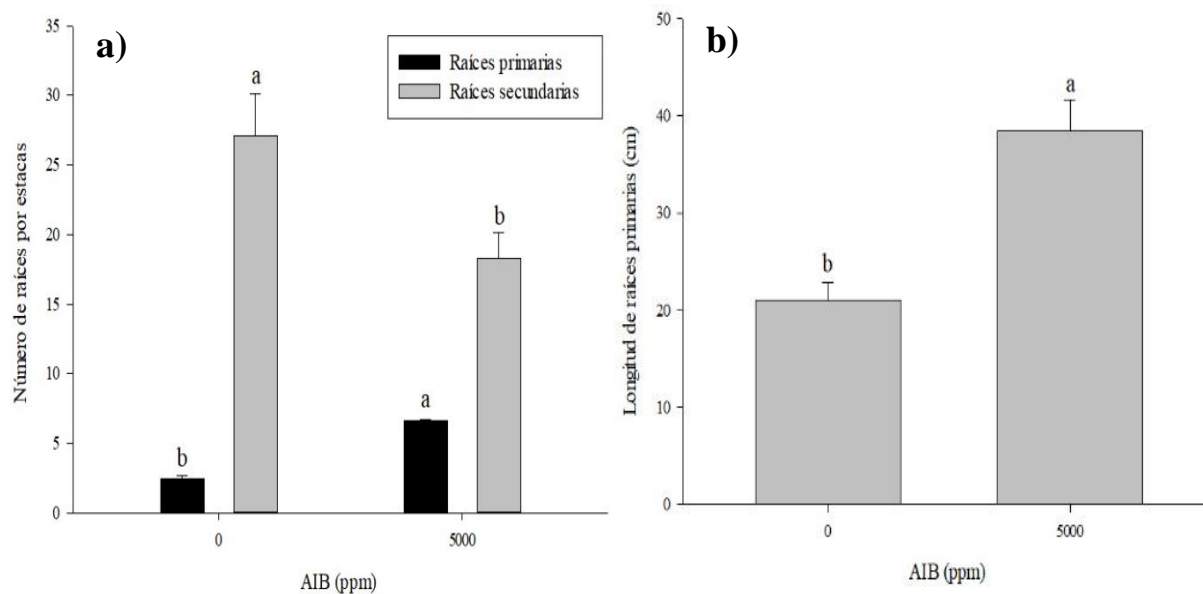 a)
Número de raíces por estacas
35
30
25
20
15
10
5
0
Raíces primarias
Raíces secundarias
b
a
a
b
0
5000
AIB (ppm)
b)
Longitud de raíces primarias (cm)
50
40
30
20
10
0
b
a
0
5000
AIB (ppm)